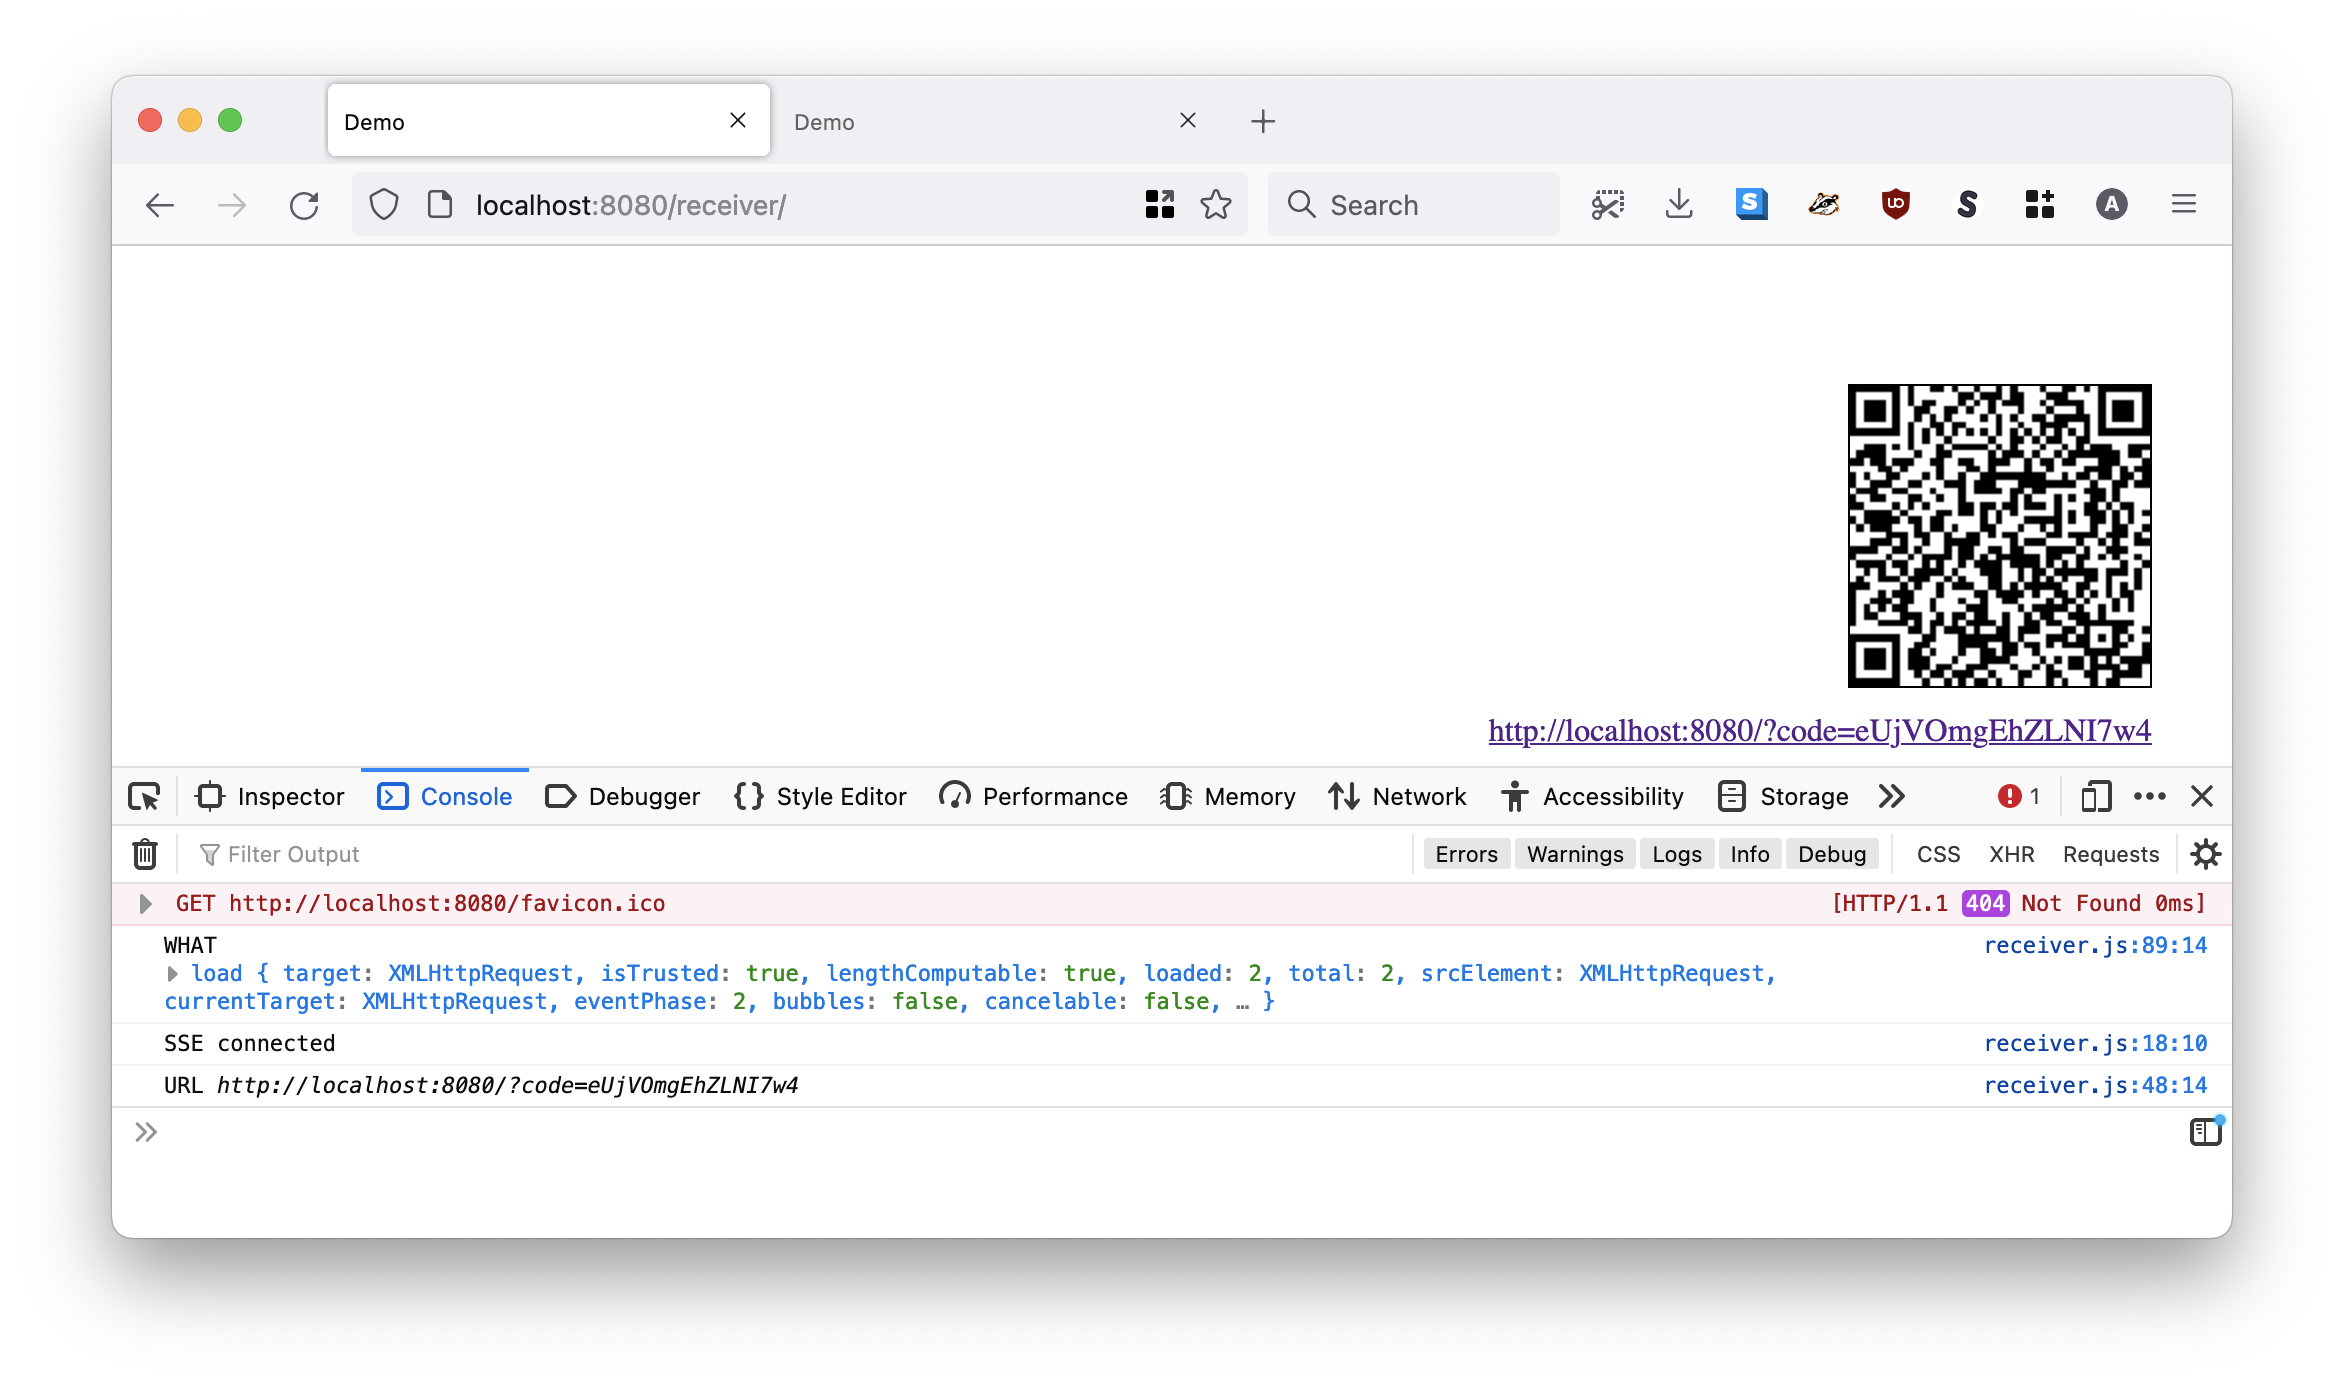 Demo
Demo
localhost:8080/receiver/
Search
S
UO
S
A
http://localhost:8080/?code=eUjVOmgEhZLNI7w4
Inspector
Console
Debugger
Style Editor
Performance
Memory
Network
Accessibility
Storage
1
Filter Output
Errors
Warnings
Logs
Info
Debug
CSS
XHR
Requests
GET http://localhost:8080/favicon.ico
[HTTP/1.1 404 Not Found 0ms]
WHAT
receiver.js:89:14
load { target: XMLHttpRequest, isTrusted: true, lengthComputable: true, loaded: 2, total: 2, srcElement: XMLHttpRequest,
currentTarget: XMLHttpRequest, eventPhase: 2, bubbles: false, cancelable: false, … }
SSE connected
receiver.js:18:10
URL http://localhost:8080/?code=eUjVOmgEhZLNI7w4
receiver.js:48:14